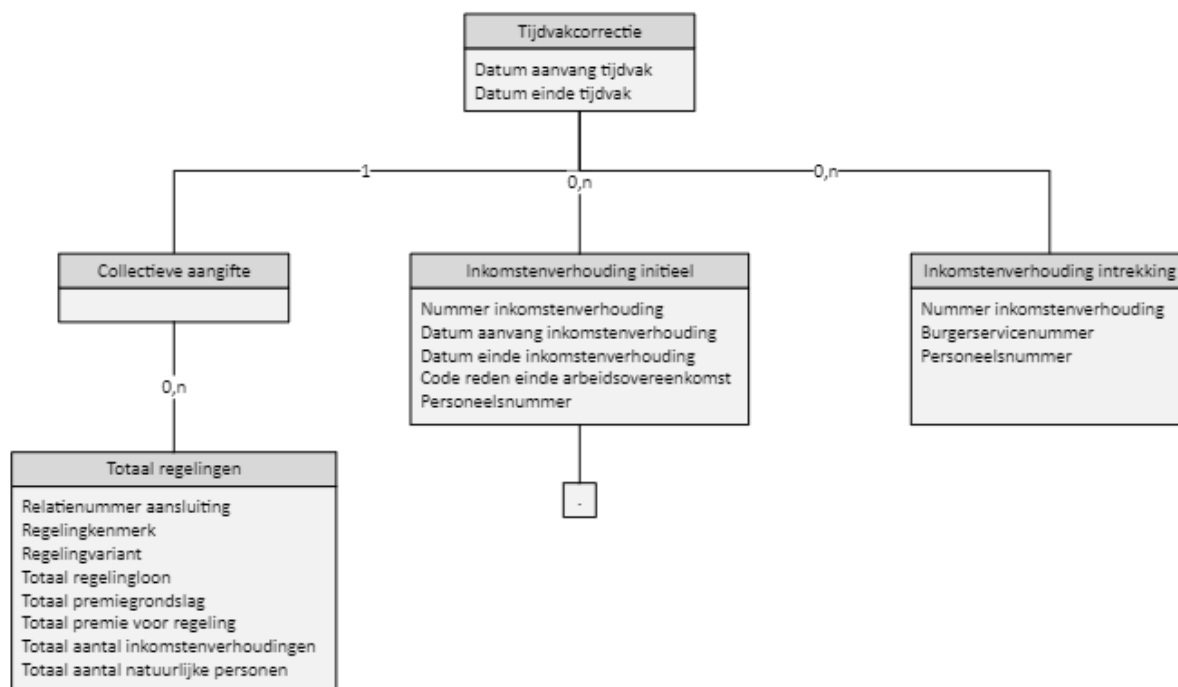 Tijdvakcorrectie
Datum aanvang tijdvak
Datum einde tijdvak
1
0,n
0,n
Collectieve aangifte
Inkomstenverhouding initieel
Nummer inkomstenverhouding
Datum aanvang inkomstenverhouding
Datum einde inkomstenverhouding
Code reden einde arbeidsovereenkomst
Personeelsnummer
Inkomstenverhouding intrekking
Nummer inkomstenverhouding
Burgerservicenummer
Personeelsnummer
0,n
.
Totaal regelingen
Relatienummer aansluiting
Regelingkenmerk
Regelingvariant
Totaal regelingloon
Totaal premiegrondslag
Totaal premie voor regeling
Totaal aantal inkomstenverhoudingen
Totaal aantal natuurlijke personen